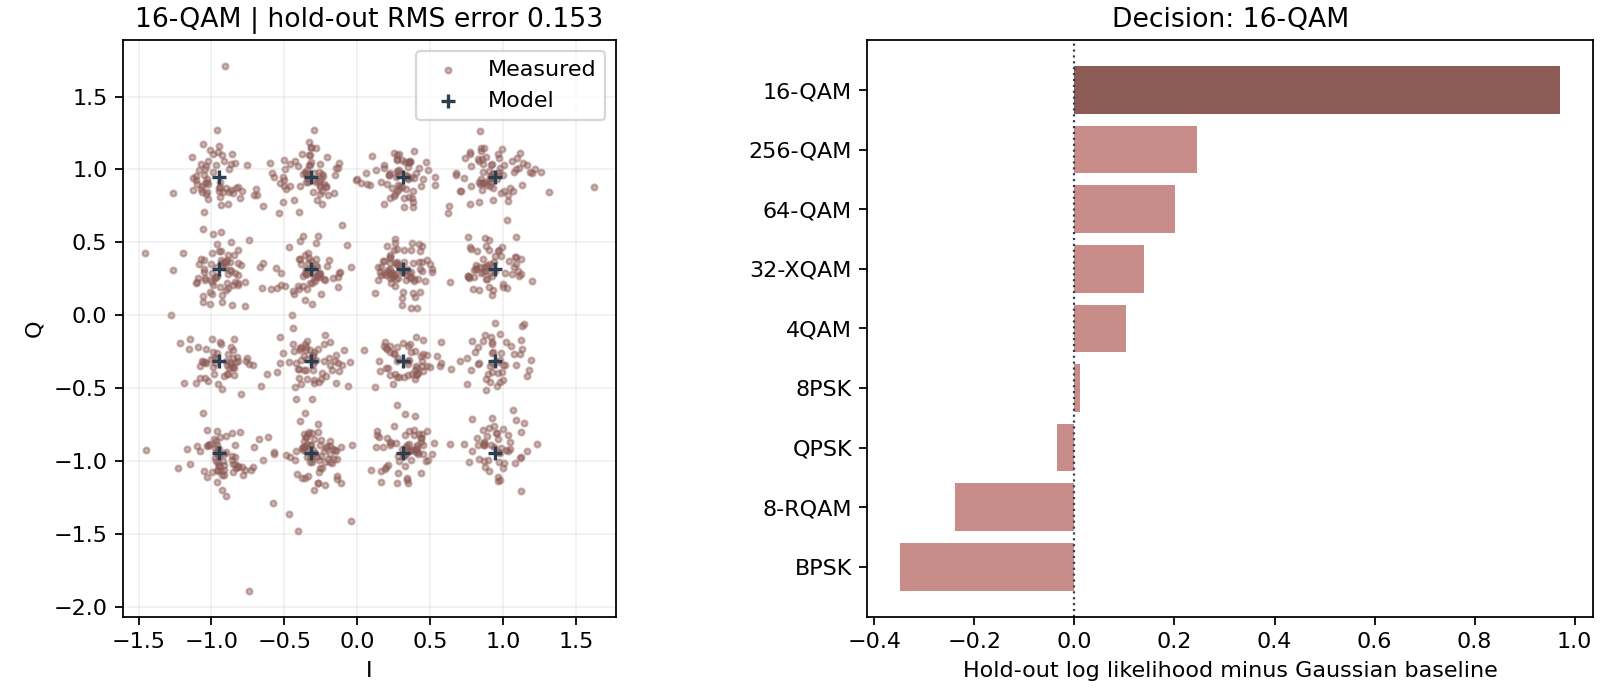 16-QAM | hold-out RMS error 0.153
Measured
Model
1.5
1.0
0.5
0.0
−0.5
−1.0
−1.5
−2.0
Q
−1.5 −1.0 −0.5 0.0 0.5 1.0 1.5
I
Decision: 16-QAM
16-QAM
256-QAM
64-QAM
32-XQAM
4QAM
8PSK
QPSK
8-RQAM
BPSK
−0.4 −0.2 0.0 0.2 0.4 0.6 0.8 1.0
Hold-out log likelihood minus Gaussian baseline